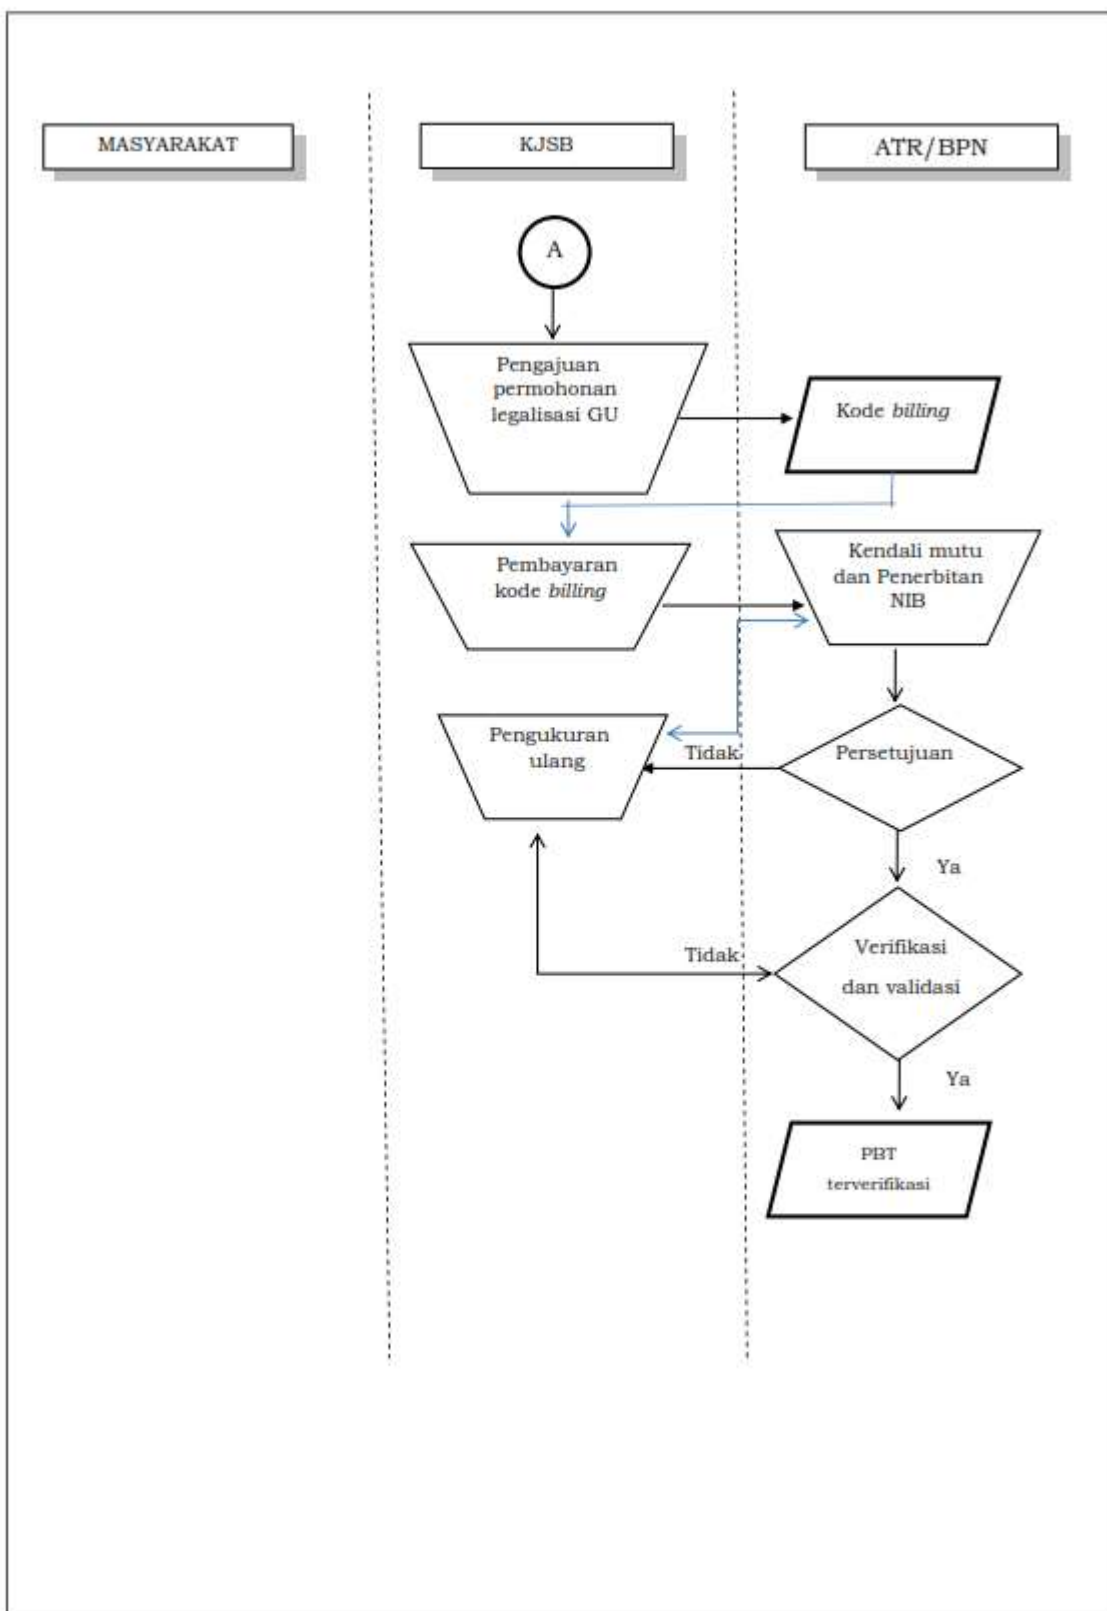 MASYARAKAT
KJSB
ATR/BPN
A
Pengajuan
permohonan
legalisasi GU
Kode billing
Pembayaran
kode billing
Kendali mutu
dan Penerbitan
NIB
Pengukuran
ulang
Tidak
Persetujuan
Ya
Tidak
Verifikasi
dan validasi
Ya
PBT
terverifikasi